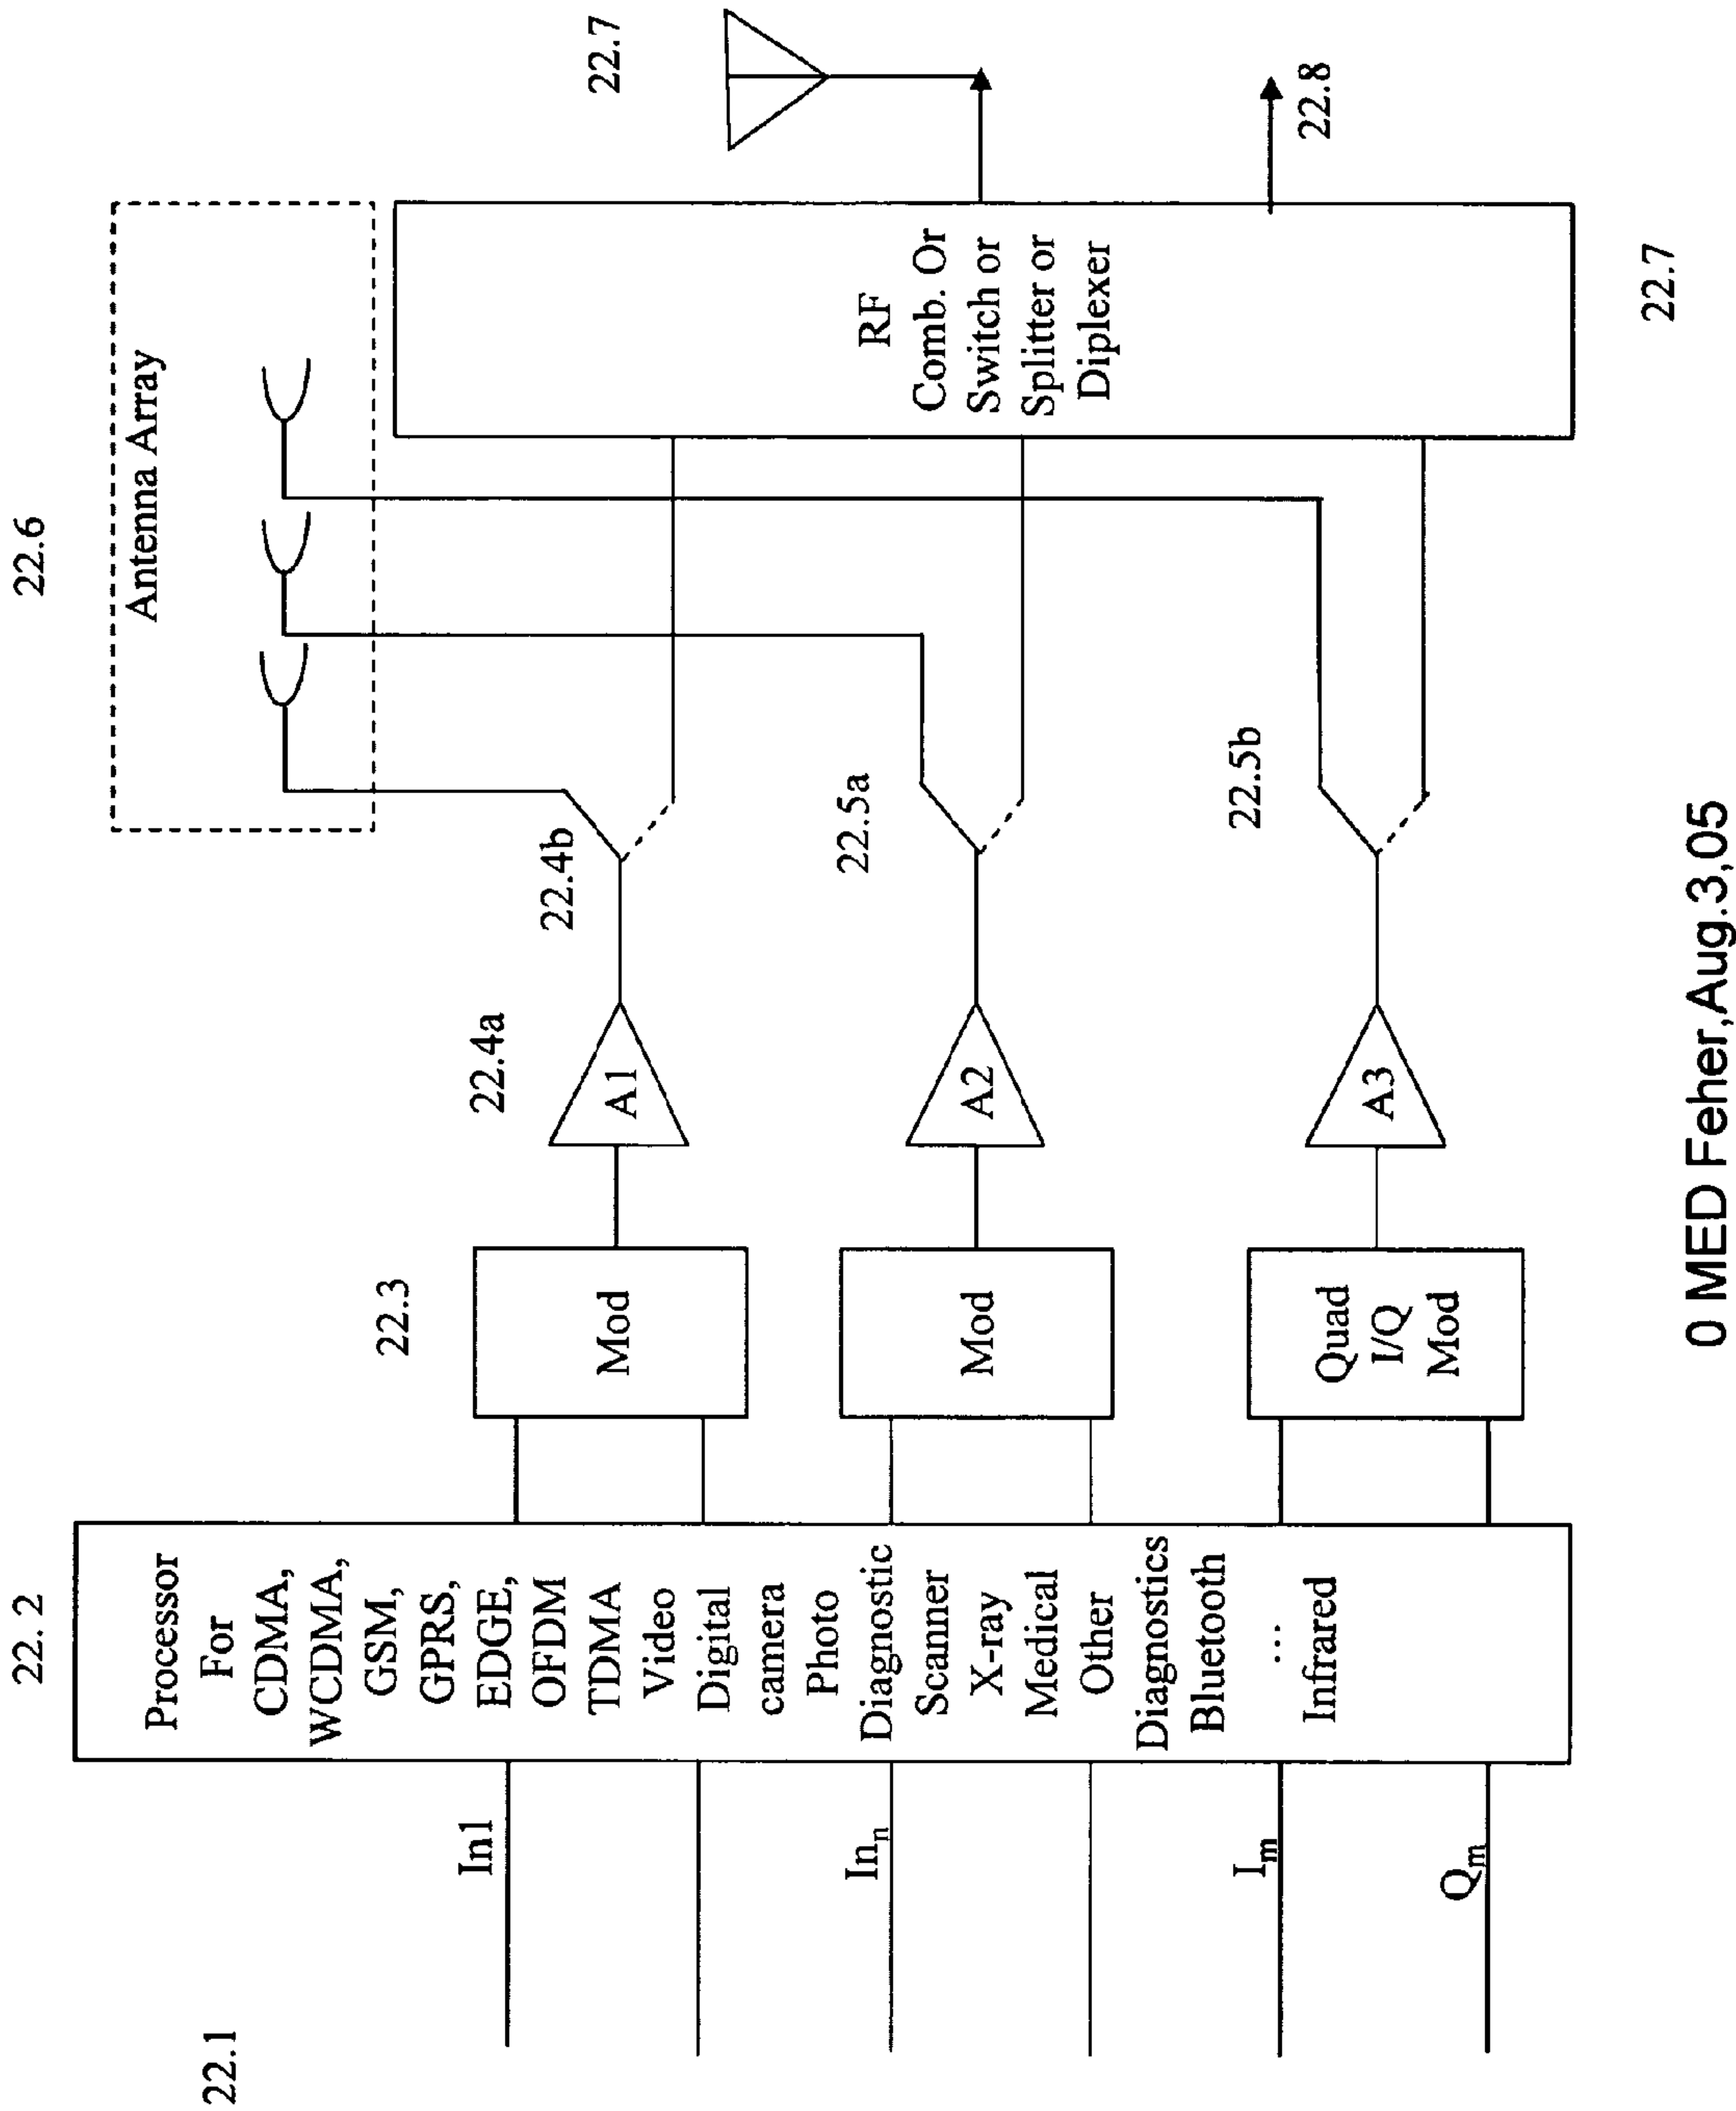 22.1
22. 2
Processor
For
CDMA,
WCDMA,
GSM,
GPRS,
EDGE,
OFDM
TDMA
Video
Digital
camera
Photo
Diagnostic
Scanner
X-ray
Medical
Other
Diagnostics
Bluetooth
...
Infrared
In1
Inₙ
Iₘ
Qₘ
22.3
Mod
Mod
Quad
I/Q
Mod
22.4a
A1
A2
A3
22.4b
22.5a
22.5b
22.6
Antenna Array
RF
Comb. Or
Switch or
Splitter or
Diplexer
22.7
22.7
22.8
0 MED Feher,Aug.3,05